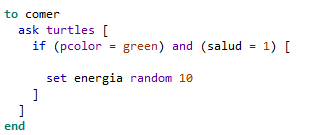 to comer
ask turtles [
if (pcolor = green) and (salud = 1) [
set energia random 10
]
]
end